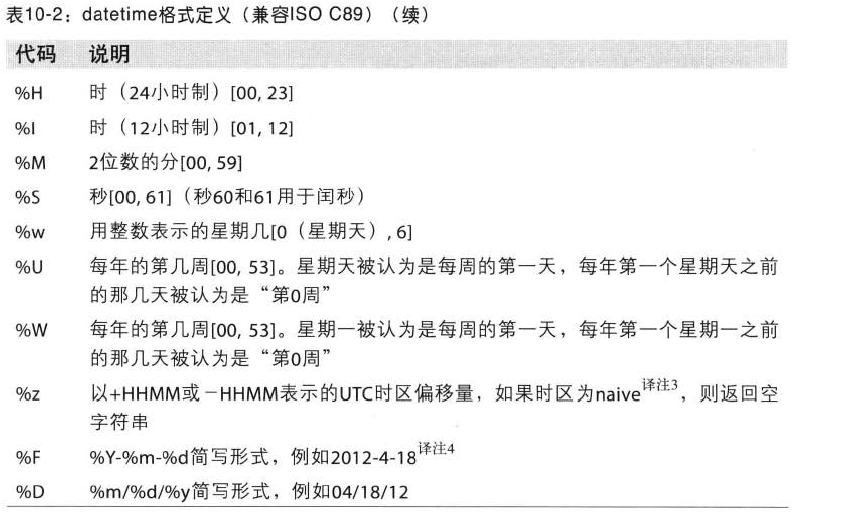 表10-2：datetime格式定义（兼容ISO C89）（续）
代码 说明
%H 时（24小时制）[00, 23]
%I 时（12小时制）[01, 12]
%M 2位数的分[00, 59]
%S 秒[00, 61]（秒60和61用于闰秒）
%w 用整数表示的星期几[0（星期天）, 6]
%U 每年的第几周[00, 53]。星期天被认为是每周的第一天，每年第一个星期天之前
的那几天被认为是“第0周”
%W 每年的第几周[00, 53]。星期一被认为是每周的第一天，每年第一个星期一之前
的那几天被认为是“第0周”
%z 以+HHMM或－HHMM表示的UTC时区偏移量，如果时区为naive译注3，则返回空
字符串
%F %Y-%m-%d简写形式，例如2012-4-18译注4
%D %m/%d/%y简写形式，例如04/18/12